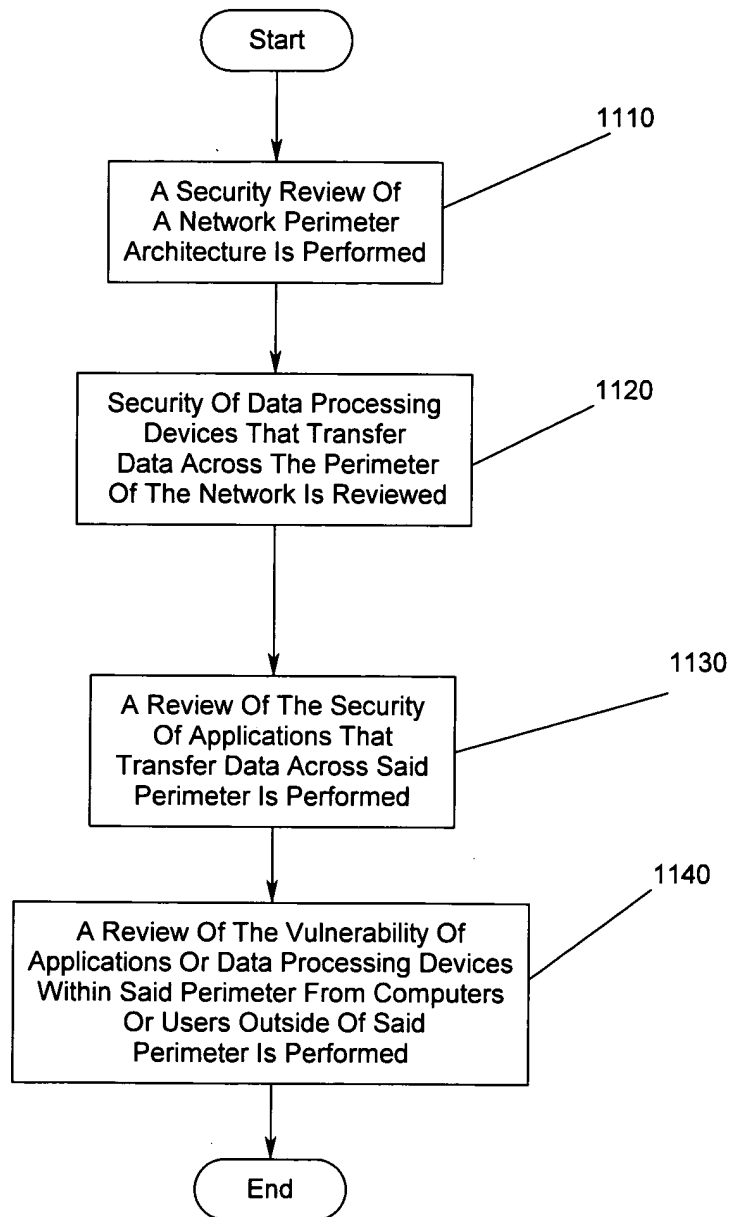 Start
1110
A Security Review Of
A Network Perimeter
Architecture Is Performed
1120
Security Of Data Processing
Devices That Transfer
Data Across The Perimeter
Of The Network Is Reviewed
1130
A Review Of The Security
Of Applications That
Transfer Data Across Said
Perimeter Is Performed
1140
A Review Of The Vulnerability Of
Applications Or Data Processing Devices
Within Said Perimeter From Computers
Or Users Outside Of Said
Perimeter Is Performed
End